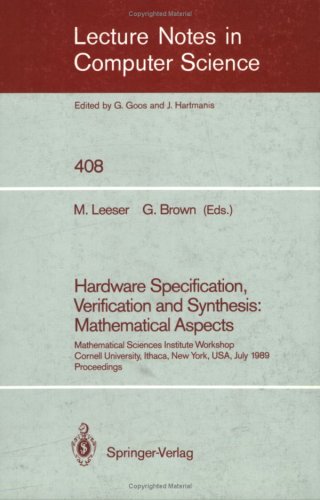 Lecture Notes in
Computer Science
Edited by G. Goos and J. Hartmanis
408
M. Leeser G. Brown (Eds.)
Hardware Specification,
Verification and Synthesis:
Mathematical Aspects
Mathematical Sciences Institute Workshop
Cornell University, Ithaca, New York, USA, July 1989
Proceedings
Springer-Verlag